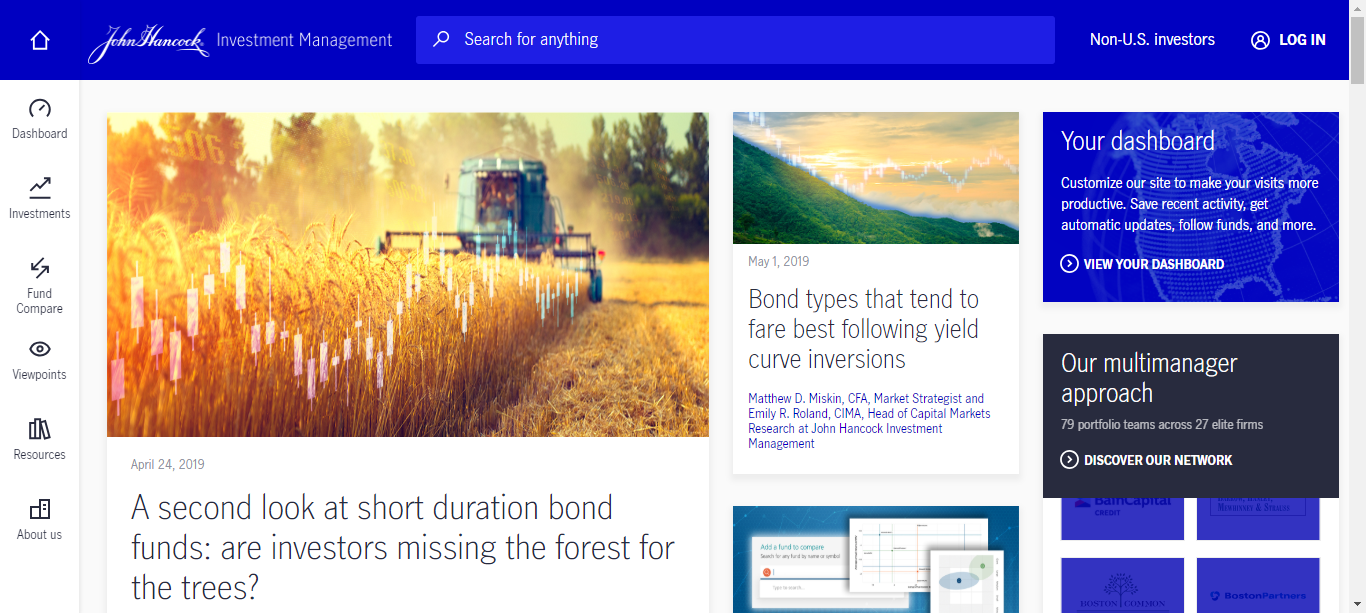 John Hancock Investment Management
Search for anything
Non-U.S. investors
LOG IN
Dashboard
Investments
Fund
Compare
Viewpoints
Resources
About us
April 24, 2019
A second look at short duration bond
funds: are investors missing the forest for
the trees?
May 1, 2019
Bond types that tend to
fare best following yield
curve inversions
Matthew D. Miskin, CFA, Market Strategist and
Emily R. Roland, CIMA, Head of Capital Markets
Research at John Hancock Investment
Management
Add a fund to compare
Search for any fund by name or symbol
Your dashboard
Customize our site to make your visits more
productive. Save recent activity, get
automatic updates, follow funds, and more.
VIEW YOUR DASHBOARD
Our multimanager
approach
79 portfolio teams across 27 elite firms
DISCOVER OUR NETWORK
BainCapital
CREDIT
BOSTON COMMON
BostonPartners